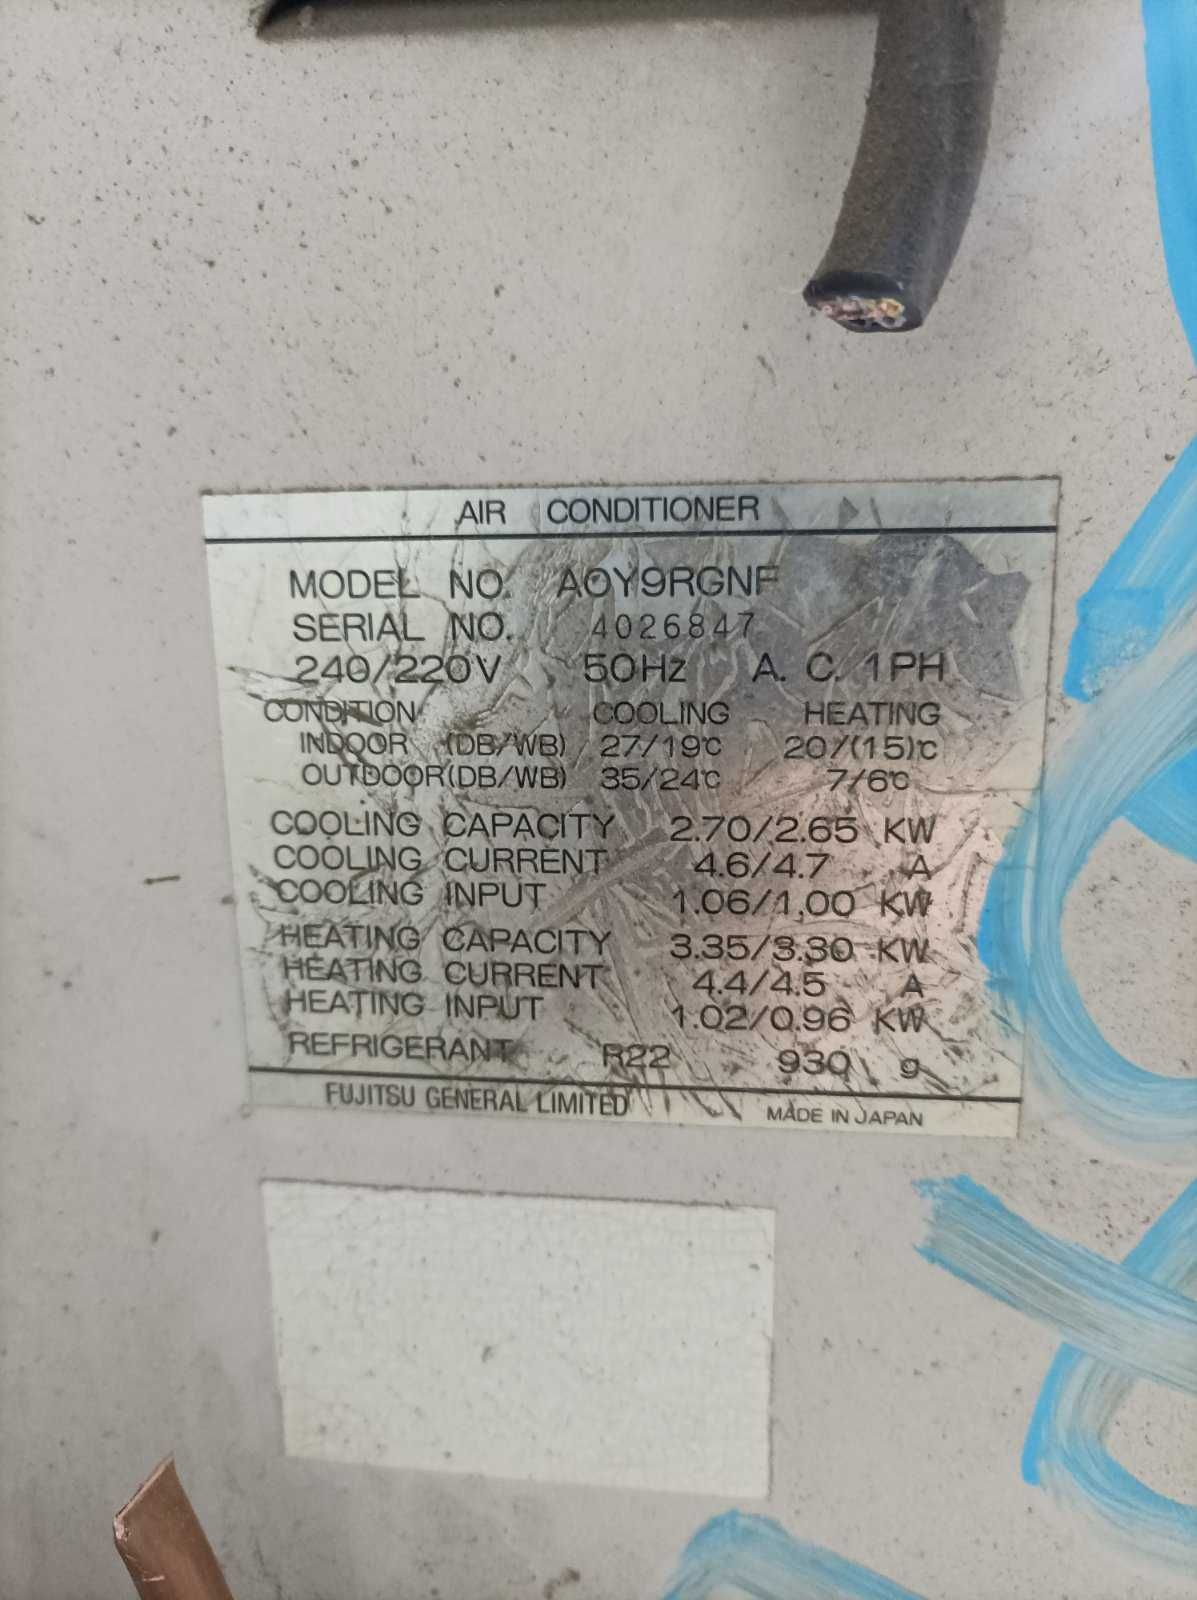 AIR CONDITIONER
MODEL NO. AOY9RGNF
SERIAL NO. 4026847
240/220V 50Hz A. C. 1PH
CONDITION COOLING HEATING
INDOOR (DB/WB) 27/19℃ 20/(15)℃
OUTDOOR(DB/WB) 35/24℃ 7/6℃
COOLING CAPACITY 2.70/2.65 KW
COOLING CURRENT 4.6/4.7 A
COOLING INPUT 1.06/1.00 KW
HEATING CAPACITY 3.35/3.30 KW
HEATING CURRENT 4.4/4.5 A
HEATING INPUT 1.02/0.96 KW
REFRIGERANT R22 930 g
FUJITSU GENERAL LIMITED MADE IN JAPAN